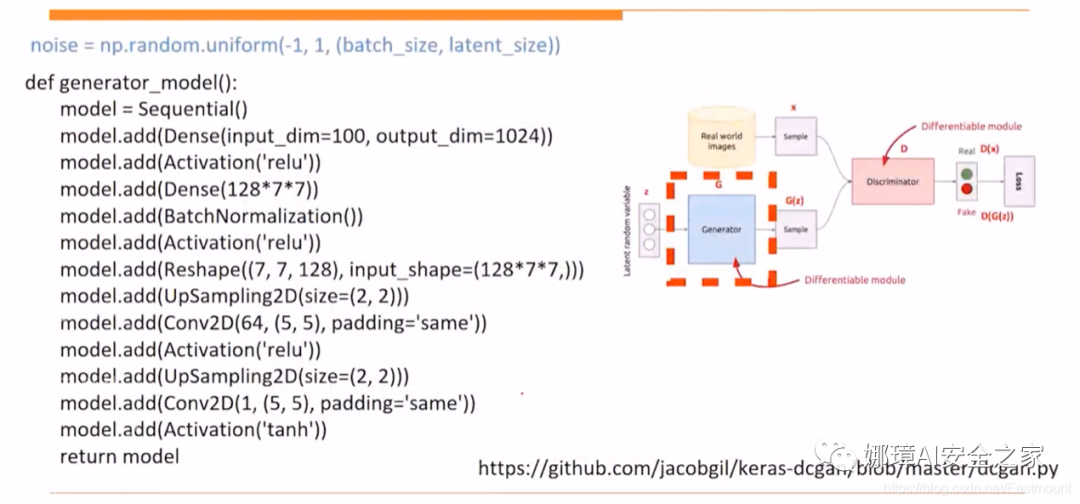 noise = np.random.uniform(-1, 1, (batch_size, latent_size))
def generator_model():
model = Sequential()
model.add(Dense(input_dim=100, output_dim=1024))
model.add(Activation('relu'))
model.add(Dense(128*7*7))
model.add(BatchNormalization())
model.add(Activation('relu'))
model.add(Reshape((7, 7, 128), input_shape=(128*7*7,)))
model.add(UpSampling2D(size=(2, 2)))
model.add(Conv2D(64, (5, 5), padding='same'))
model.add(Activation('relu'))
model.add(UpSampling2D(size=(2, 2)))
model.add(Conv2D(1, (5, 5), padding='same'))
model.add(Activation('tanh'))
return model
x
Real world
images
Sample
Differentiable module
D
Discriminator
Real D(x)
Fake D(G(z))
Loss
Latent random variable
z
G
Generator
G(z)
Sample
Differentiable module
https://github.com/jacobgil/keras-dcgan/blob/master/dcgan.py
娜璋AI安全之家
https://blog.csdn.net/Eastmount